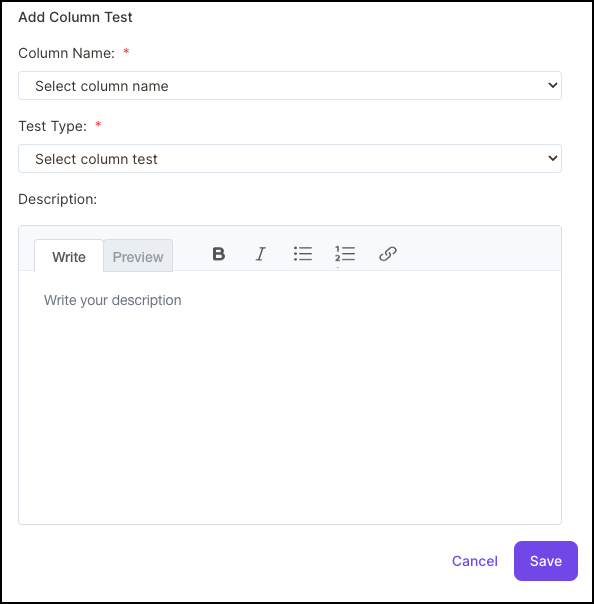 Add Column Test
Column Name: *
Select column name
Test Type: *
Select column test
Description:
Write Preview B I
Write your description
Cancel Save